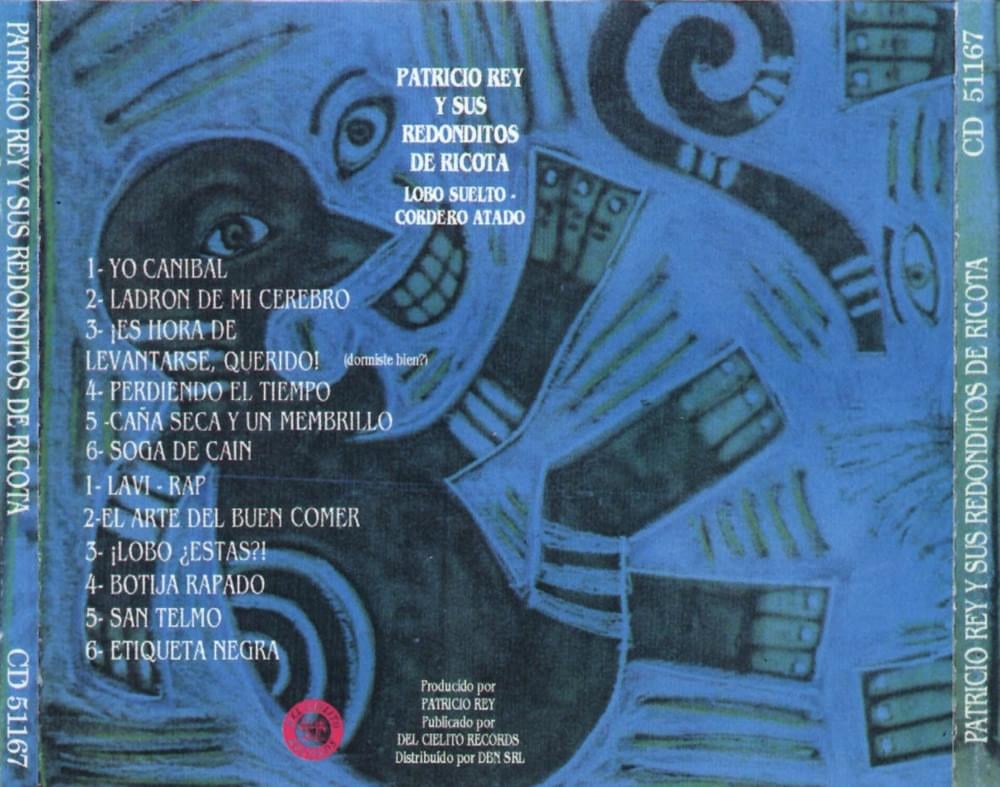 PATRICIO REY Y SUS REDONDITOS DE RICOTA
CD 51167
PATRICIO REY
Y SUS
REDONDITOS
DE RICOTA
LOBO SUELTO -
CORDERO ATADO
1- YO CANIBAL
2- LADRON DE MI CEREBRO
3- ¡ES HORA DE
LEVANTARSE, QUERIDO! (dormiste bien?)
4- PERDIENDO EL TIEMPO
5 -CAÑA SECA Y UN MEMBRILLO
6- SOGA DE CAIN
1- LAVI - RAP
2-EL ARTE DEL BUEN COMER
3- ¡LOBO ¿ESTAS?!
4- BOTIJA RAPADO
5- SAN TELMO
6- ETIQUETA NEGRA
Producido por
PATRICIO REY
Publicado por
DEL CIELITO RECORDS
Distribuído por DBN SRL
CD 51167
PATRICIO REY Y SUS REDONDITOS DE RICOTA